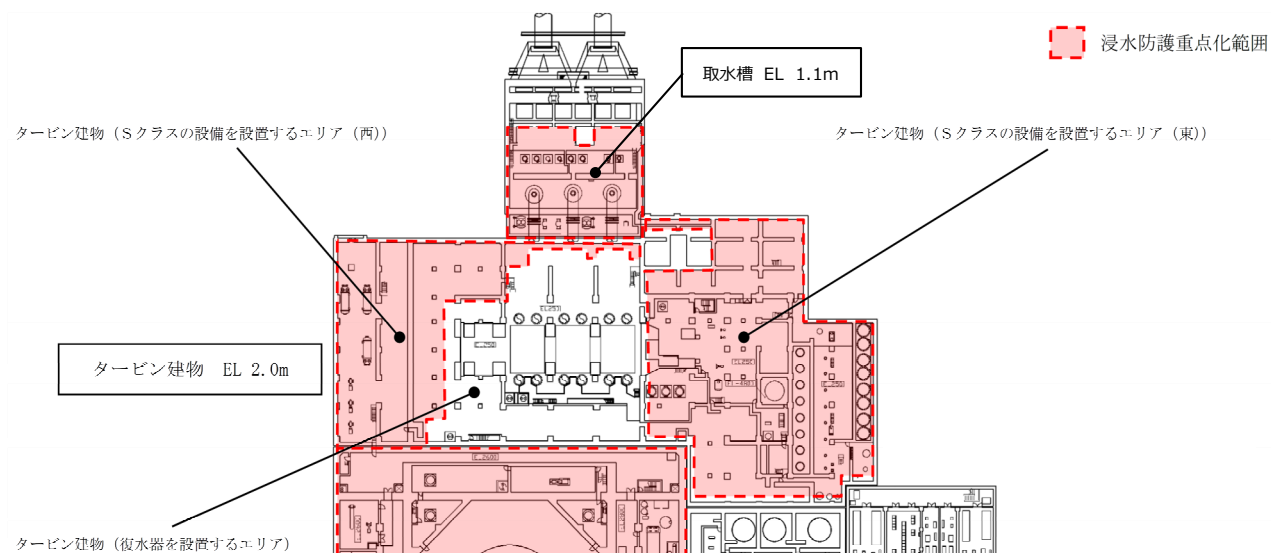 浸水防護重点化範囲
取水槽 EL 1.1m
タービン建物（Ｓクラスの設備を設置するエリア（西））
タービン建物（Ｓクラスの設備を設置するエリア（東））
タービン建物 EL 2.0m
タービン建物（復水器を設置するエリア）